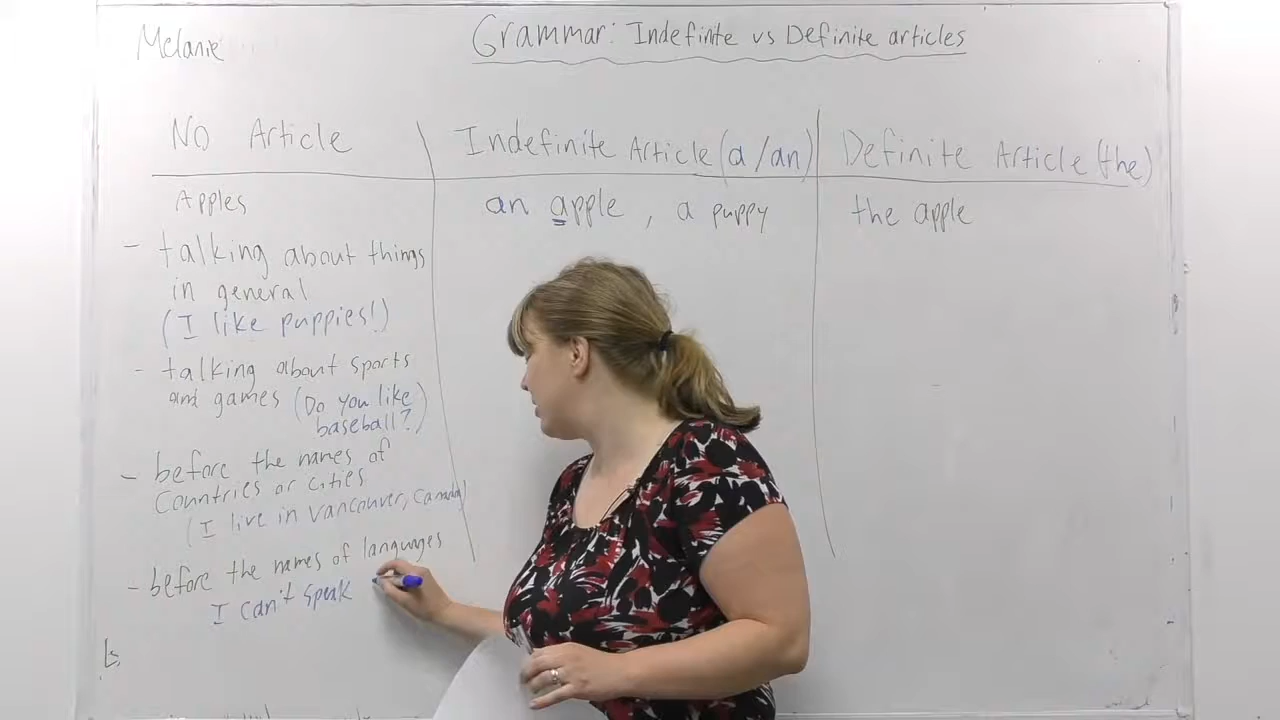 Melanie
Grammar: Indefinite vs Definite articles
No Article
Indefinite Article (a/an)
Definite Article (the)
Apples
an apple, a puppy
the apple
- talking about things
in general
(I like puppies!)
- talking about sports
and games (Do you like
baseball?)
- before the names of
Countries or cities
(I live in Vancouver, Canada)
- before the names of languages
I can't speak